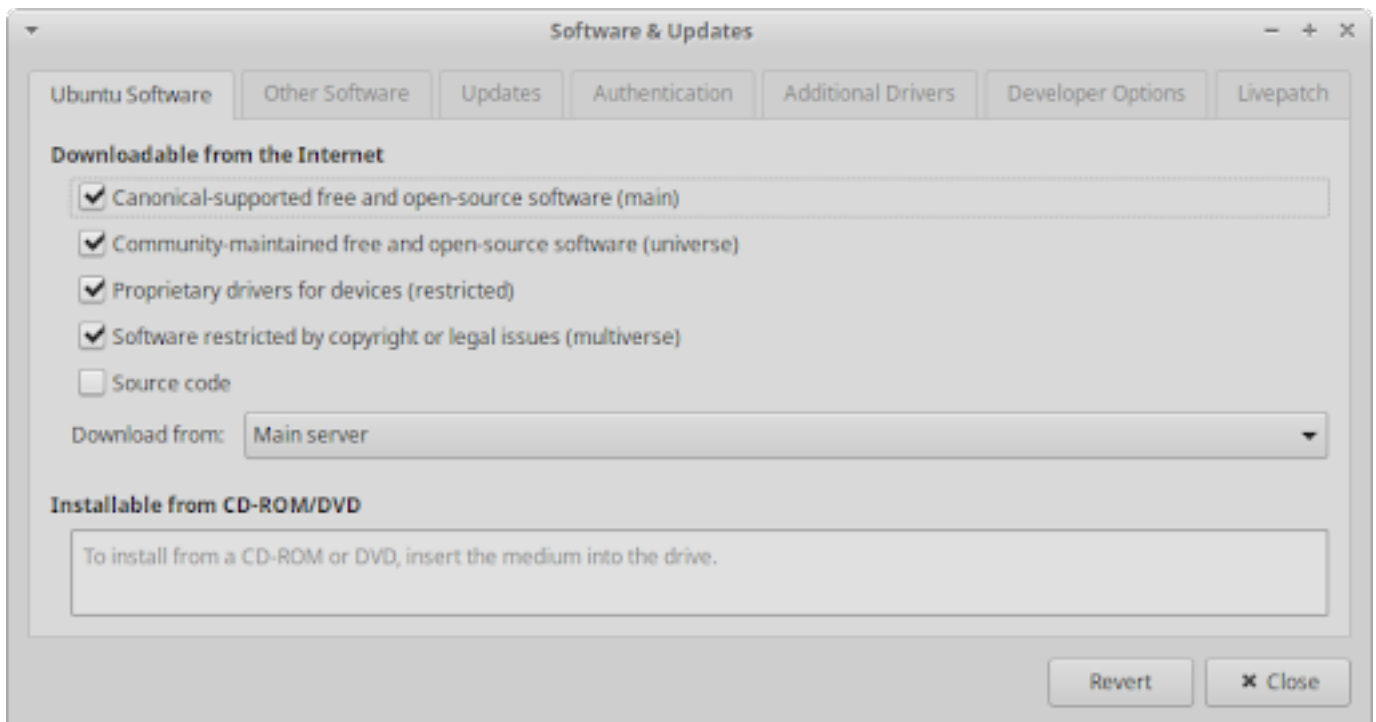 Software & Updates
Ubuntu Software Other Software Updates Authentication Additional Drivers Developer Options Livepatch
Downloadable from the Internet
Canonical-supported free and open-source software (main)
Community-maintained free and open-source software (universe)
Proprietary drivers for devices (restricted)
Software restricted by copyright or legal issues (multiverse)
Source code
Download from: Main server
Installable from CD-ROM/DVD
To install from a CD-ROM or DVD, insert the medium into the drive.
Revert Close